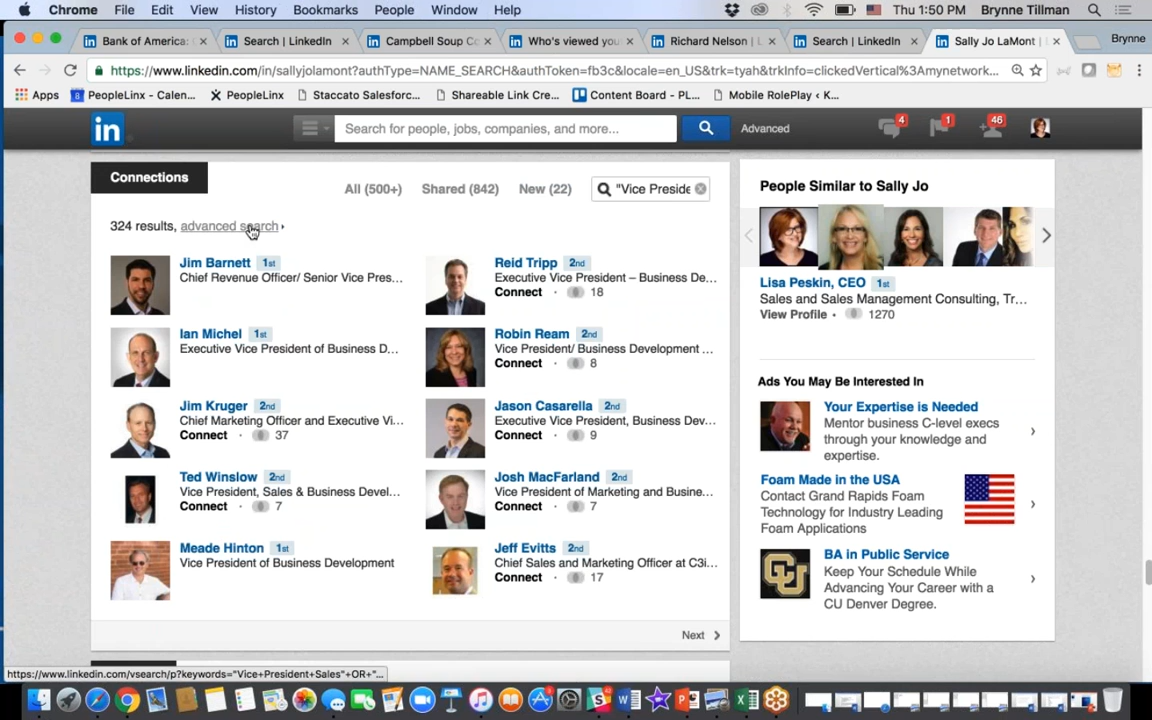 Chrome File Edit View History Bookmarks People Window Help Thu 1:50 PM Brynne Tillman
Bank of America: Search | LinkedIn Campbell Soup C Who's viewed you Richard Nelson | L Search | LinkedIn Sally Jo LaMont | L Brynne
https://www.linkedin.com/in/sallyjolamont?authType=NAME_SEARCH&authToken=fb3c&locale=en_US&trk=tyah&trkInfo=clickedVertical%3Amynetwork...
Apps PeopleLinx - Calen... PeopleLinx Staccato Salesforc... Shareable Link Cre... Content Board - PL... Mobile RolePlay ‹ K...
in Search for people, jobs, companies, and more... Advanced 4 1 46
Connections
All (500+) Shared (842) New (22) "Vice Preside
324 results, advanced search
Jim Barnett 1st
Chief Revenue Officer/ Senior Vice Pres...
Reid Tripp 2nd
Executive Vice President – Business De...
Connect · 18
Ian Michel 1st
Executive Vice President of Business D...
Robin Ream 2nd
Vice President/ Business Development ...
Connect · 8
Jim Kruger 2nd
Chief Marketing Officer and Executive Vi...
Connect · 37
Jason Casarella 2nd
Executive Vice President, Business Dev...
Connect · 9
Ted Winslow 2nd
Vice President, Sales & Business Devel...
Connect · 7
Josh MacFarland 2nd
Vice President of Marketing and Busine...
Connect · 7
Meade Hinton 1st
Vice President of Business Development
Jeff Evitts 2nd
Chief Sales and Marketing Officer at C3i...
Connect · 17
Next
People Similar to Sally Jo
Lisa Peskin, CEO 1st
Sales and Sales Management Consulting, Tr...
View Profile · 1270
Ads You May Be Interested In
Your Expertise is Needed
Mentor business C-level execs
through your knowledge and
expertise.
Foam Made in the USA
Contact Grand Rapids Foam
Technology for Industry Leading
Foam Applications
BA in Public Service
Keep Your Schedule While
Advancing Your Career with a
CU Denver Degree.
CU
https://www.linkedin.com/vsearch/p?keywords="Vice+President+Sales"+OR+"...